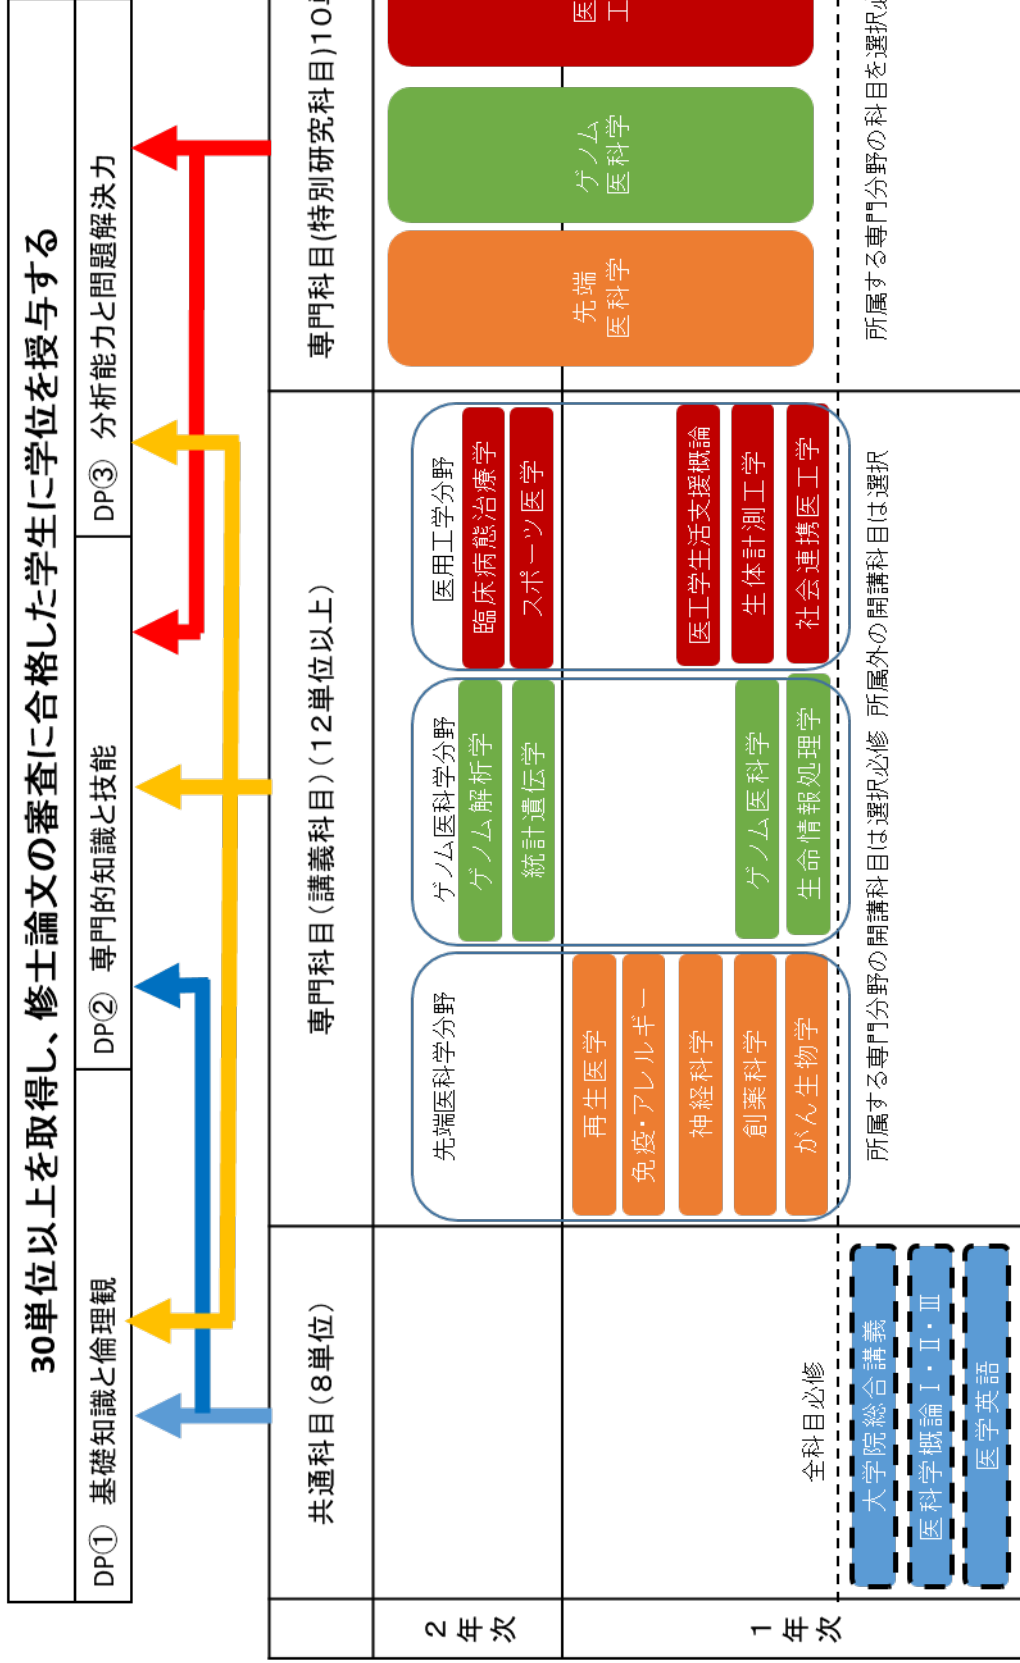 30単位以上を取得し、修士論文の審査に合格した学生に学位を授与する
DP① 基礎知識と倫理観
DP② 専門的知識と技能
DP③ 分析能力と問題解決力
共通科目(8単位)
専門科目(講義科目)(12単位以上)
専門科目(特別研究科目)10
2年次
先端医科学分野
ゲノム医科学分野
ゲノム解析学
統計遺伝学
医用工学分野
臨床病態治療学
スポーツ医学
先端
医科学
ゲノム
医科学
医
工
1年次
再生医学
免疫・アレルギー
神経科学
創薬科学
がん生物学
ゲノム医科学
生命情報処理学
医工学生活支援概論
生体計測工学
社会連携医工学
全科目必修
大学院総合講義
医科学概論Ⅰ・Ⅱ・Ⅲ
医学英語
所属する専門分野の開講科目は選択必修 所属外の開講科目は選択
所属する専門分野の科目を選択